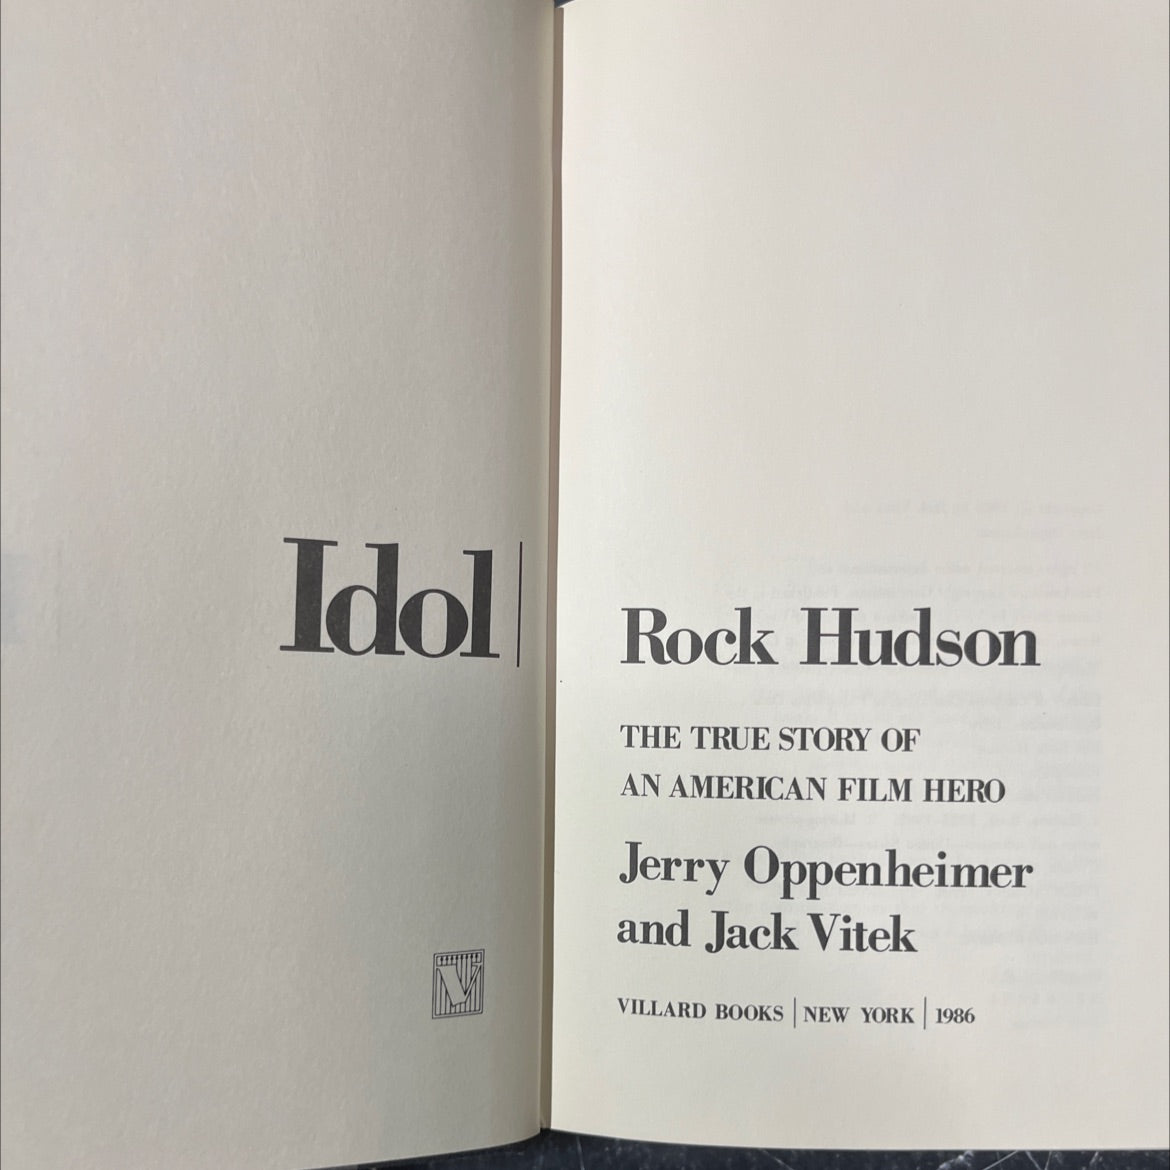 Idol
Rock Hudson
THE TRUE STORY OF
AN AMERICAN FILM HERO
Jerry Oppenheimer
and Jack Vitek
VILLARD BOOKS | NEW YORK | 1986
V